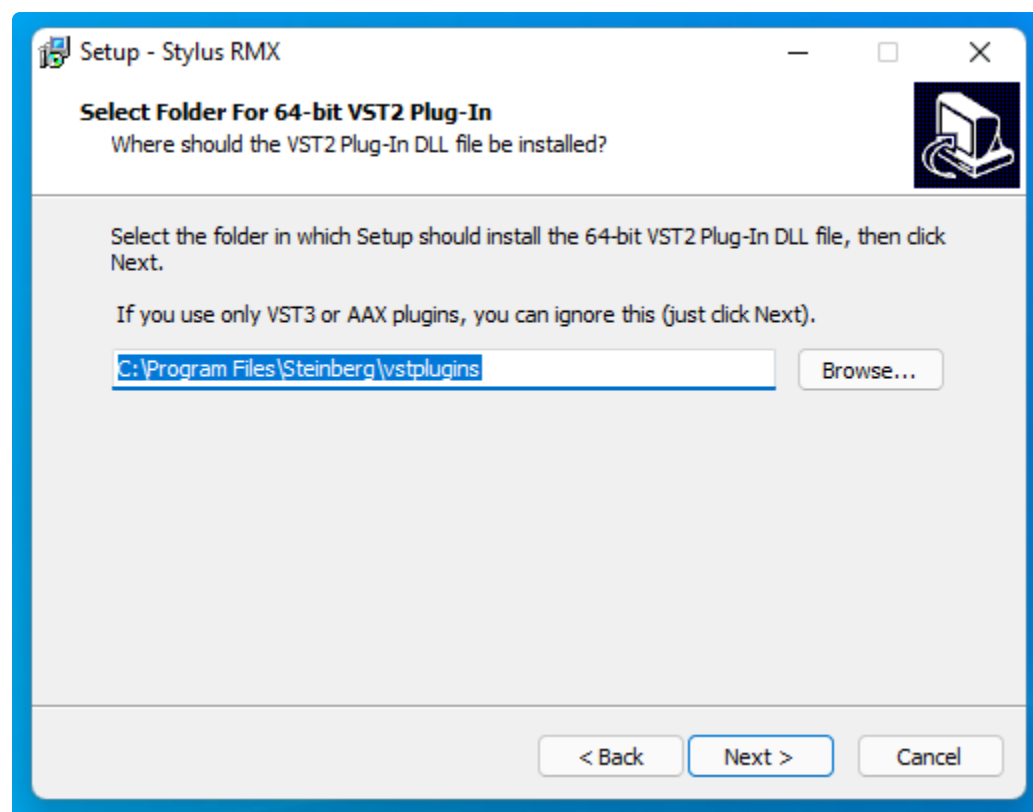 Setup - Stylus RMX
Select Folder For 64-bit VST2 Plug-In
Where should the VST2 Plug-In DLL file be installed?
Select the folder in which Setup should install the 64-bit VST2 Plug-In DLL file, then click
Next.
If you use only VST3 or AAX plugins, you can ignore this (just click Next).
C:\Program Files\Steinberg\vstplugins
Browse...
< Back
Next >
Cancel